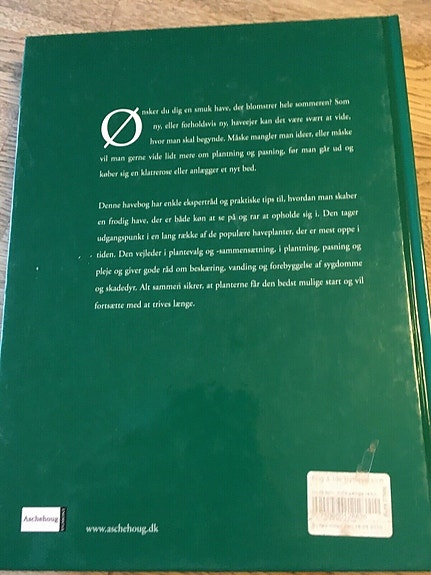 Ønsker du dig en smuk have, der blomstrer hele sommeren? Som
ny, eller forholdsvis ny, haveejer kan det være svært at vide,
hvor man skal begynde. Måske mangler man ideer, eller måske
vil man gerne vide lidt mere om plantning og pasning, før man går ud og
køber sig en klatrerose eller anlægger et nyt bed.
Denne havebog har enkle ekspertråd og praktiske tips til, hvordan man skaber
en frodig have, der er både køn at se på og rar at opholde sig i. Den tager
udgangspunkt i en lang række af de populære haveplanter, der er mest oppe i
tiden. Den vejleder i plantevalg og -sammensætning, i plantning, pasning og
pleje og giver gode råd om beskæring, vanding og forebyggelse af sygdomme
og skadedyr. Alt sammen sikrer, at planterne får den bedst mulige start og vil
fortsætte med at trives længe.
Aschehoug
www.aschehoug.dk